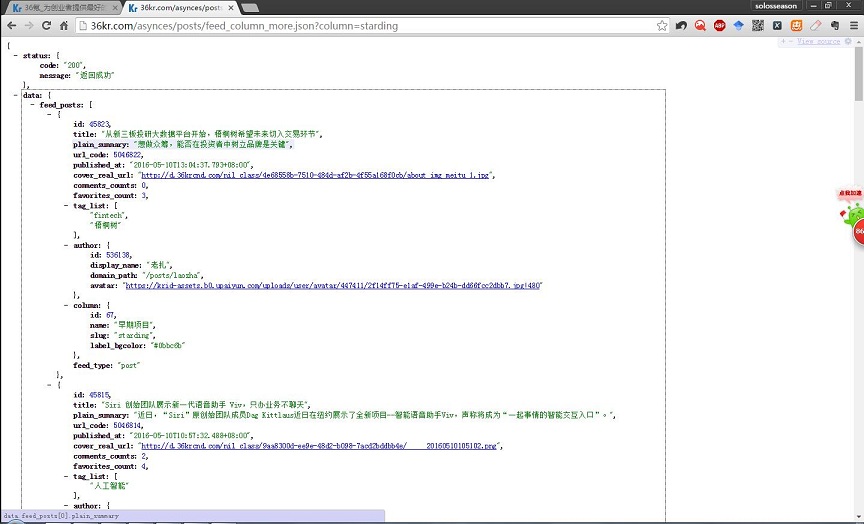 36氪_为创业者提供最好的
36kr.com/asynces/posts
solosseason
36kr.com/asynces/posts/feed_column_more.json?column=starding
+ - View source
{
- status: {
code: "200",
message: "返回成功"
},
- data: {
- feed_posts: [
- {
id: 45823,
title: "从新三板投研大数据平台开始，梧桐树希望未来切入交易环节",
plain_summary: "想做众筹，能否在投资者中树立品牌是关键",
url_code: 5046822,
published_at: "2016-05-10T13:04:37.793+08:00",
cover_real_url: "http://d.36krcnd.com/nil_class/4e68558b-7510-484d-af2b-4f55a168f0cb/about_img_meitu_1.jpg",
comments_count: 0,
favorites_count: 3,
- tag_list: [
"fintech",
"梧桐树"
],
- author: {
id: 536138,
display_name: "老扎",
domain_path: "/posts/laozha",
avatar: "https://krid-assets.b0.upaiyun.com/uploads/user/avatar/447411/2f14ff75-e1af-499e-b24b-dd66fcc2dbb7.jpg!480"
},
- column: {
id: 67,
name: "早期项目",
slug: "starding",
label_bgcolor: "#0bbc6b"
},
feed_type: "post"
},
- {
id: 45815,
title: "Siri 创始团队展示新一代语音助手 Viv，只办业务不聊天",
plain_summary: "近日，“Siri”原创始团队成员Dag Kittlaus近日在纽约展示了全新项目--智能语音助手Viv，声称将成为“一起事情的智能交互入口”。",
url_code: 5046814,
published_at: "2016-05-10T10:57:32.488+08:00",
cover_real_url: "http://d.36krcnd.com/nil_class/9aa8300d-ee9e-48d2-b098-7acd2bddbb4e/____20160510105102.png",
comments_count: 2,
favorites_count: 4,
- tag_list: [
"人工智能"
],
- author: {
data.feed_posts[0].plain_summary
点我加速
86